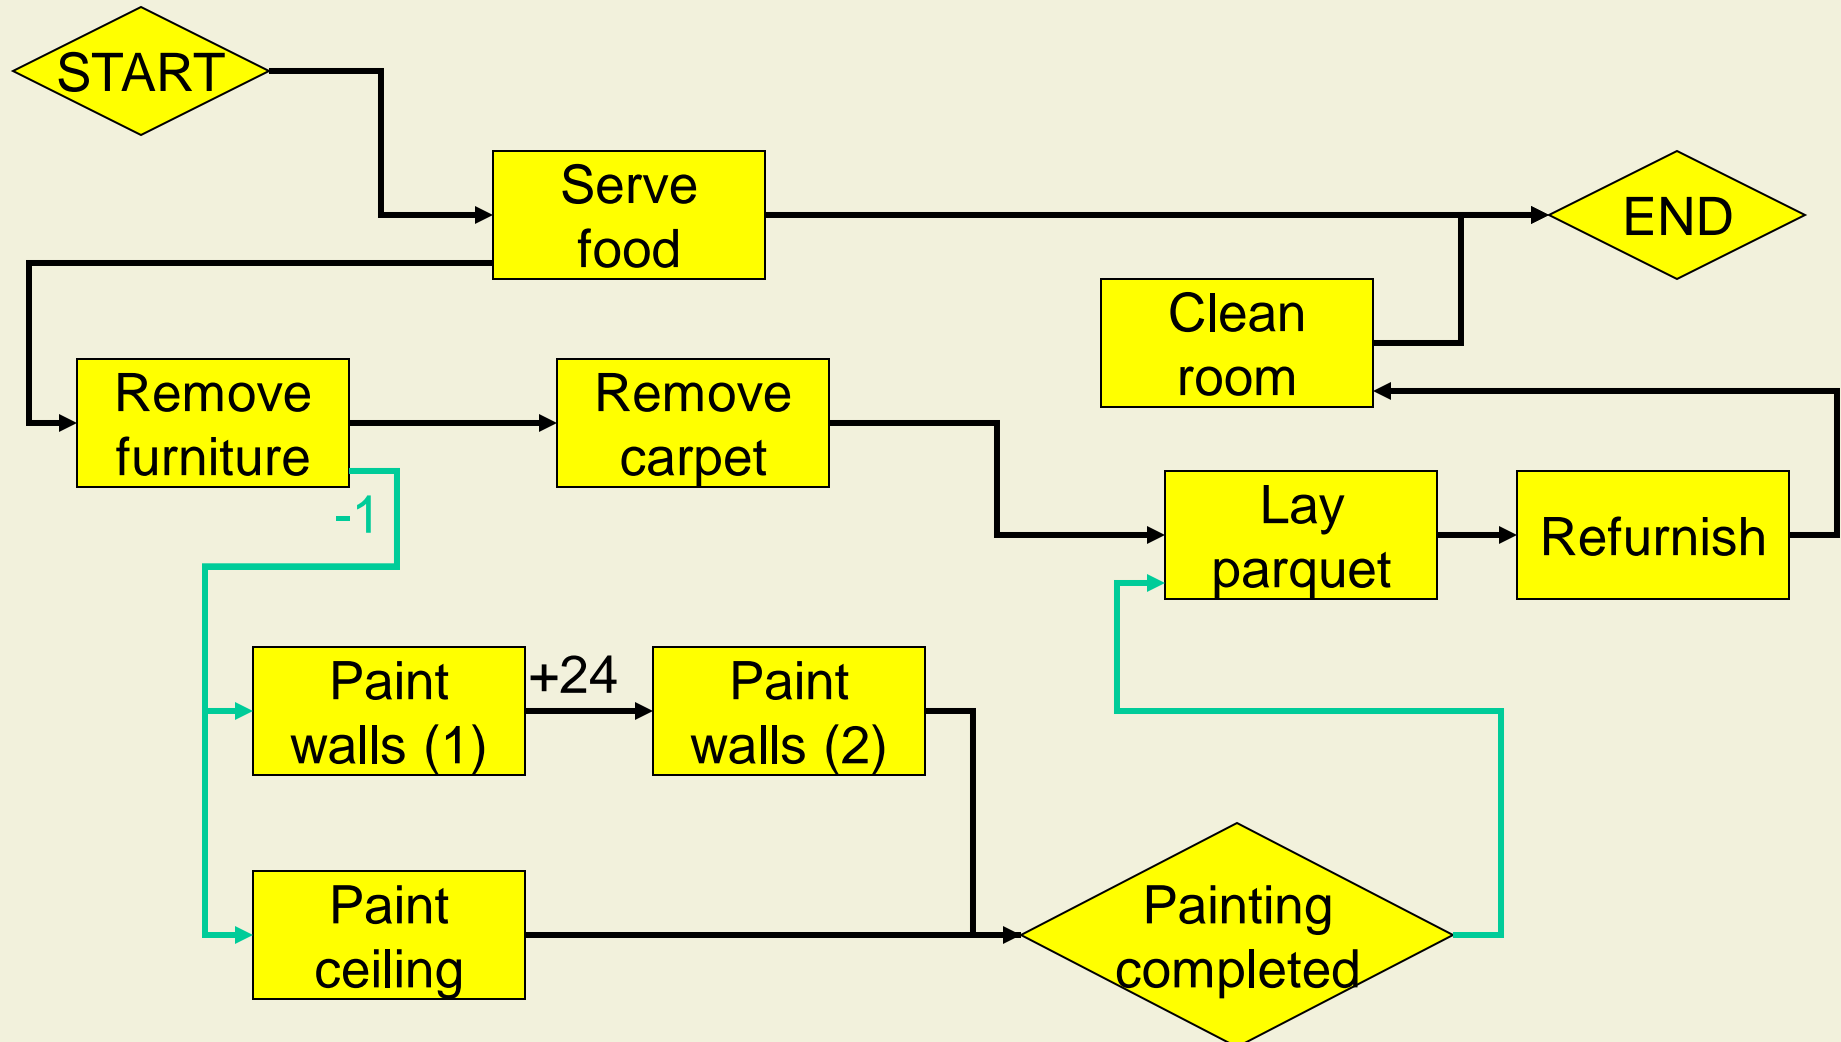 START
Serve
food
END
Clean
room
Remove
furniture
Remove
carpet
-1
Lay
parquet
Refurnish
Paint
walls (1)
+24
Paint
walls (2)
Paint
ceiling
Painting
completed